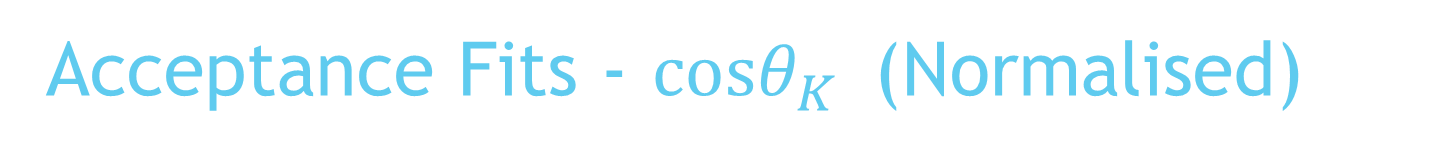 Acceptance Fits - cosθ_K (Normalised)